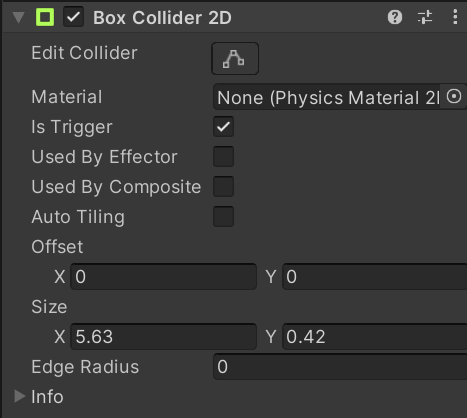 Box Collider 2D
Edit Collider
Material None (Physics Material 2
Is Trigger
Used By Effector
Used By Composite
Auto Tiling
Offset
X 0 Y 0
Size
X 5.63 Y 0.42
Edge Radius 0
Info